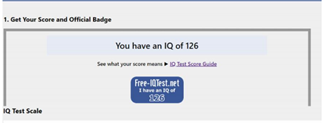 1. Get Your Score and Official Badge
You have an IQ of 126
See what your score means ► IQ Test Score Guide
Free-IQTest.net
I have an IQ of
126
IQ Test Scale